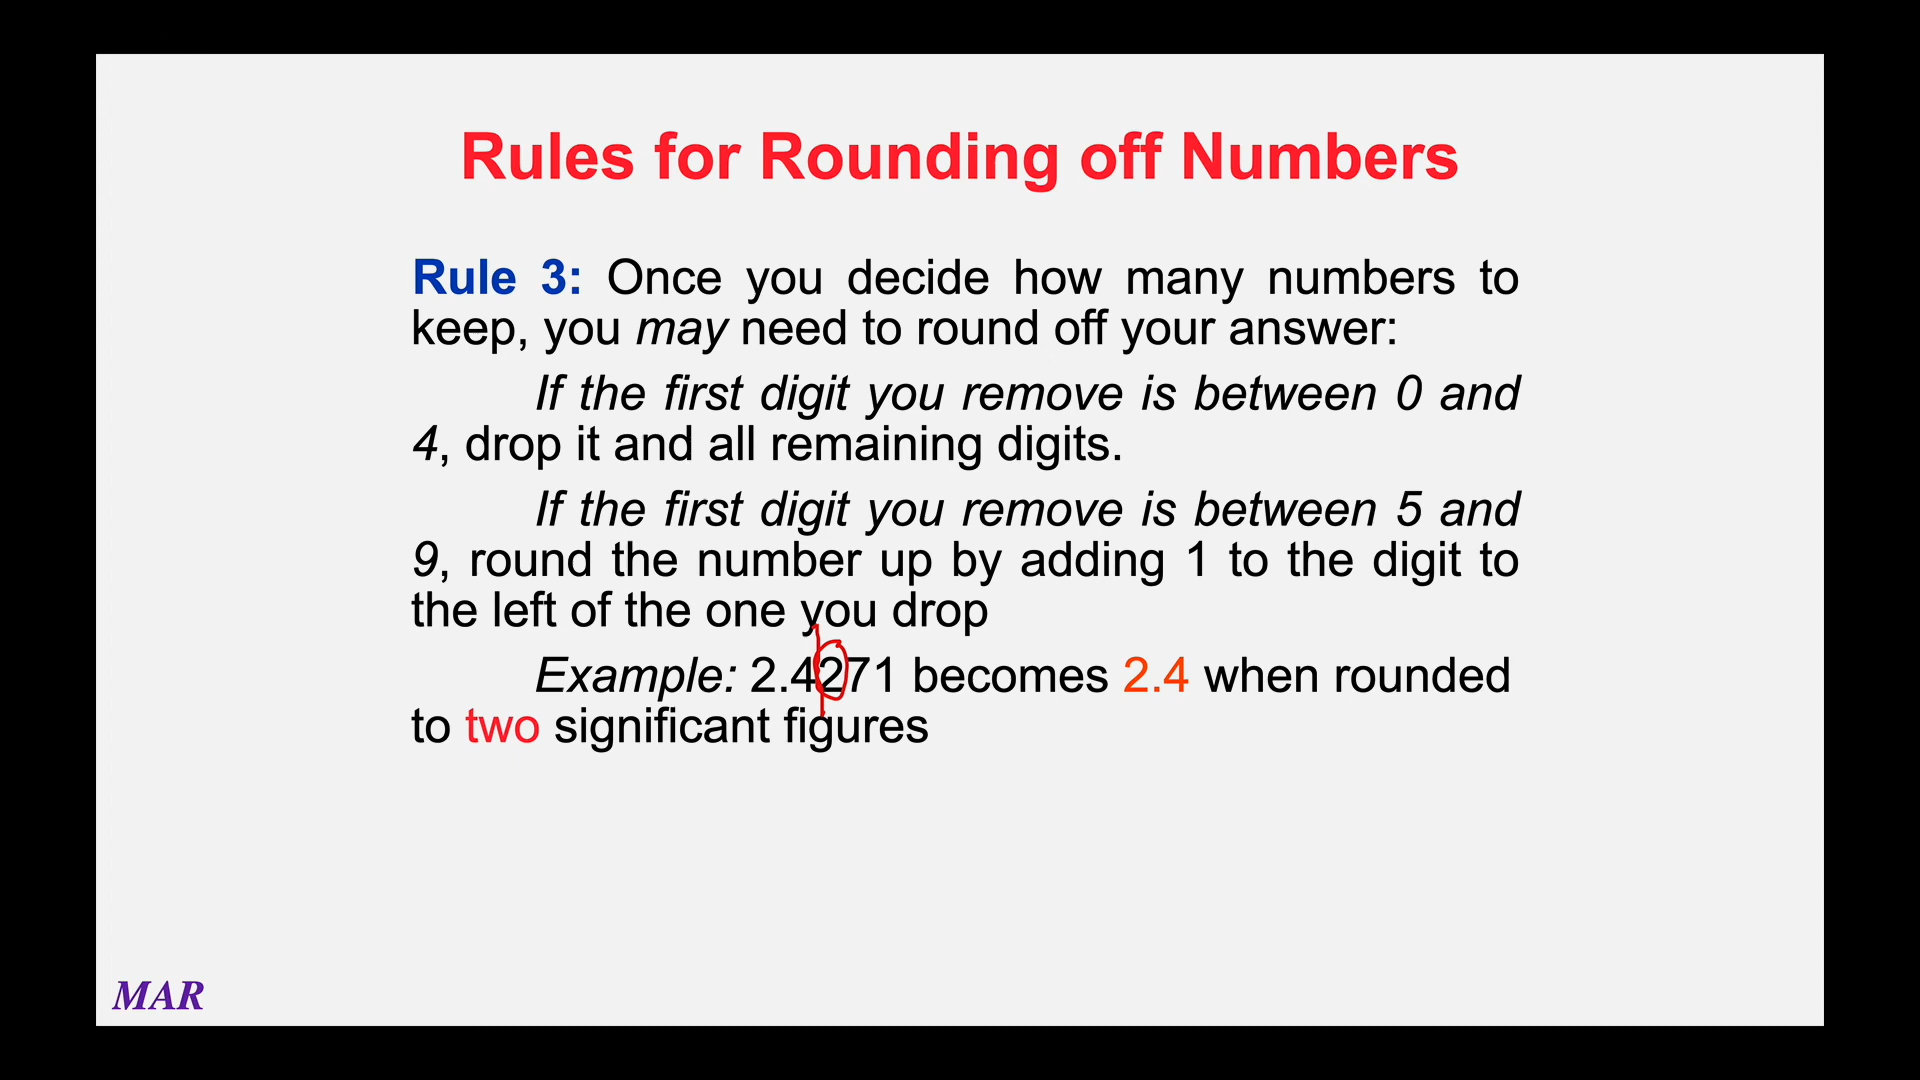 Rules for Rounding off Numbers
Rule 3: Once you decide how many numbers to
keep, you may need to round off your answer:
If the first digit you remove is between 0 and
4, drop it and all remaining digits.
If the first digit you remove is between 5 and
9, round the number up by adding 1 to the digit to
the left of the one you drop
Example: 2.4271 becomes 2.4 when rounded
to two significant figures
MAR